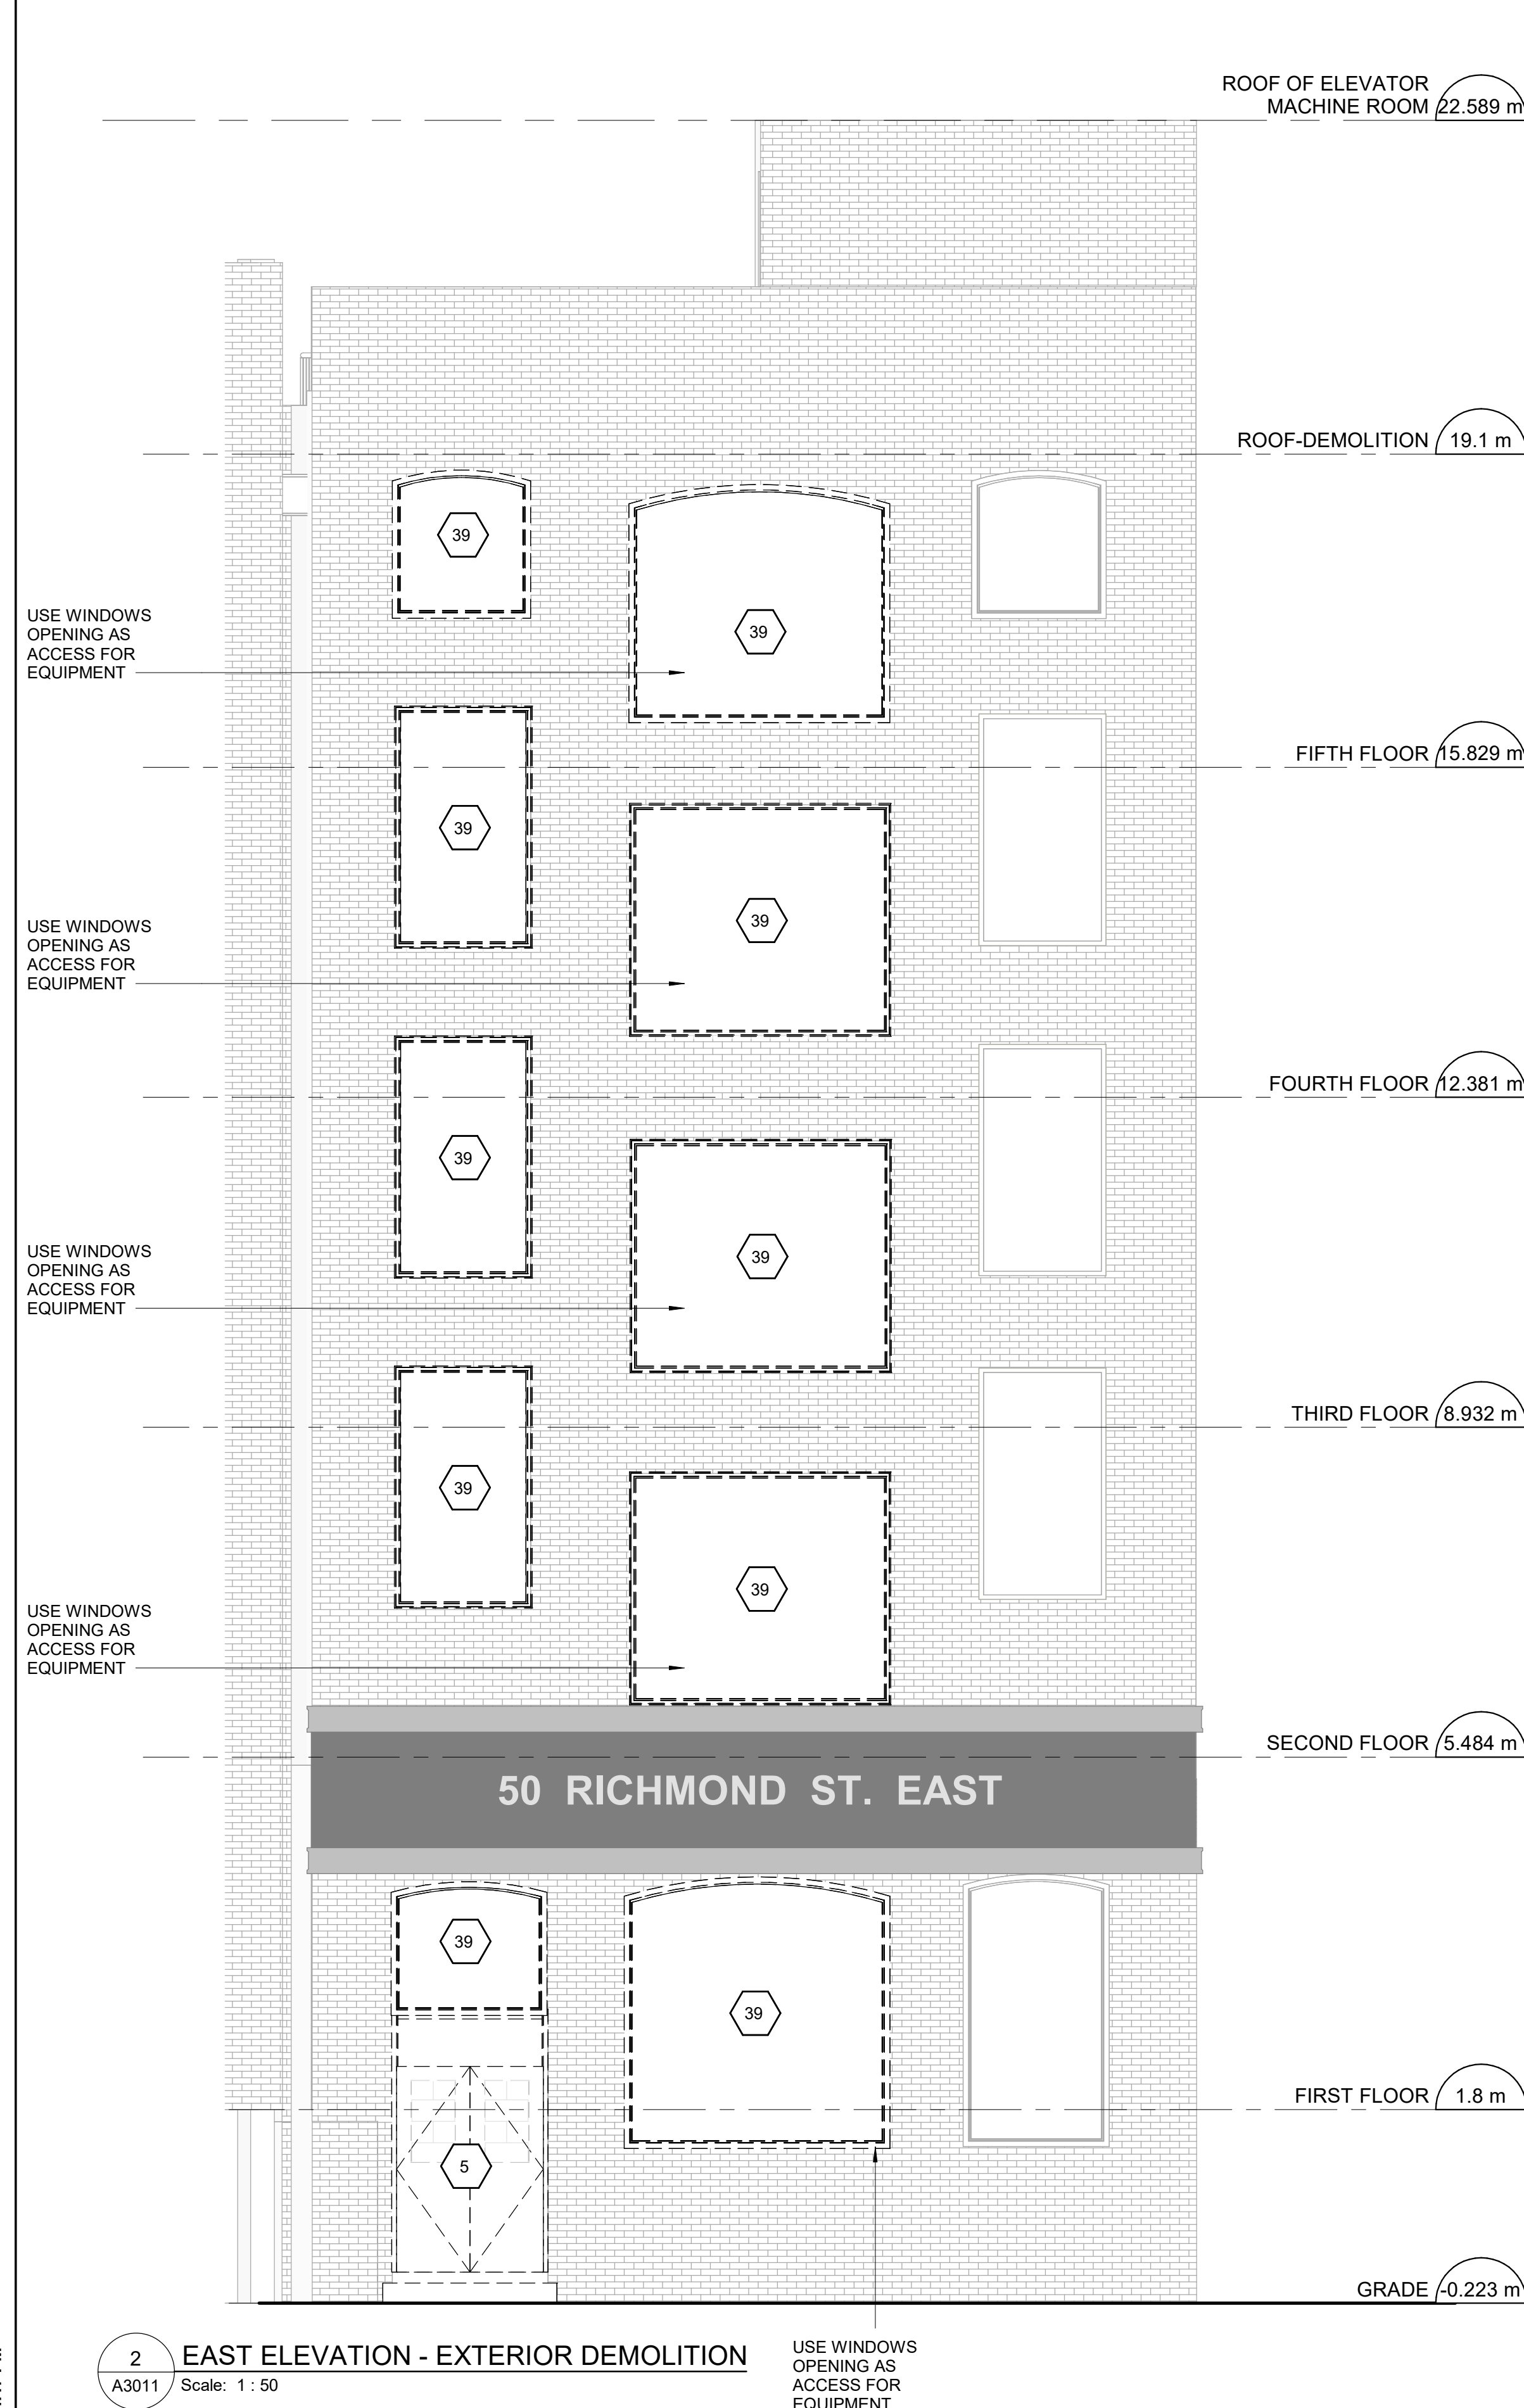 ROOF OF ELEVATOR
MACHINE ROOM 22.589 m
ROOF-DEMOLITION 19.1 m
39
39
USE WINDOWS
OPENING AS
ACCESS FOR
EQUIPMENT
FIFTH FLOOR 15.829 m
39
39
USE WINDOWS
OPENING AS
ACCESS FOR
EQUIPMENT
FOURTH FLOOR 12.381 m
39
39
USE WINDOWS
OPENING AS
ACCESS FOR
EQUIPMENT
THIRD FLOOR 8.932 m
39
39
USE WINDOWS
OPENING AS
ACCESS FOR
EQUIPMENT
SECOND FLOOR 5.484 m
50 RICHMOND ST. EAST
39
39
FIRST FLOOR 1.8 m
5
GRADE -0.223 m
2
A3011
EAST ELEVATION - EXTERIOR DEMOLITION
Scale: 1 : 50
USE WINDOWS
OPENING AS
ACCESS FOR
EQUIPMENT